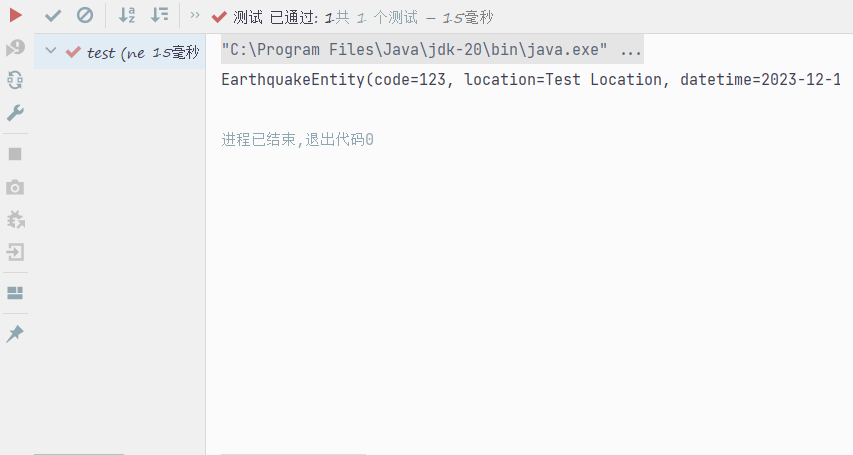 测试 已通过: 1共 1 个测试 – 15毫秒
test (ne 15毫秒
"C:\Program Files\Java\jdk-20\bin\java.exe" ...
EarthquakeEntity(code=123, location=Test Location, datetime=2023-12-1
进程已结束,退出代码0